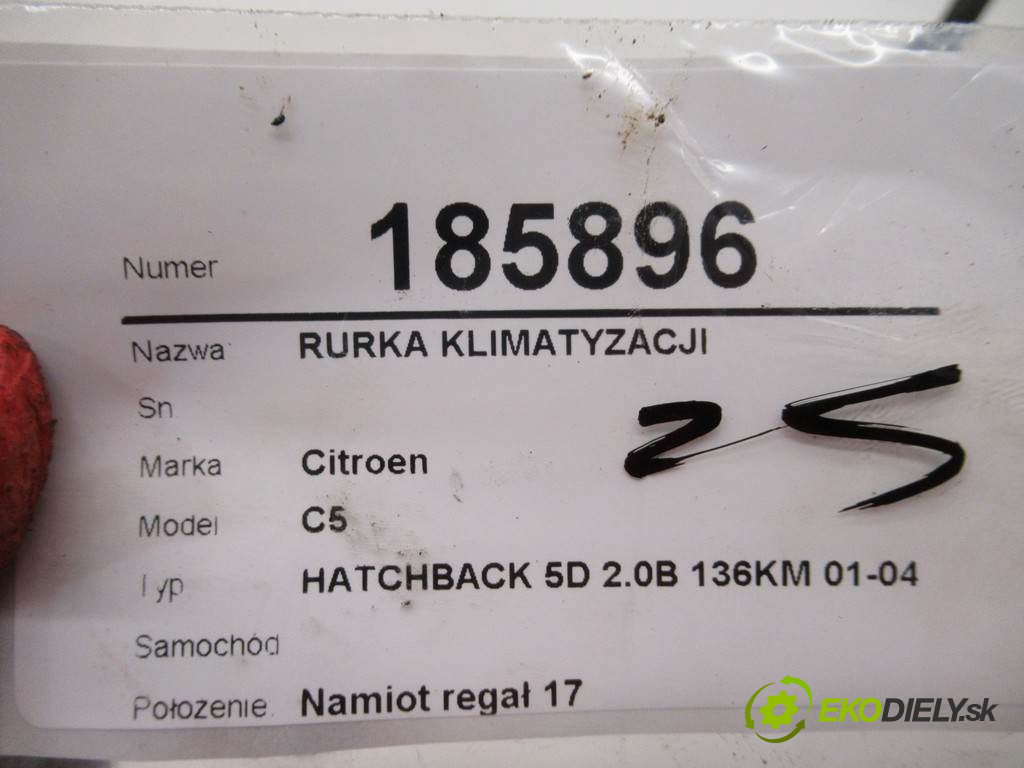 Numer 185896
Nazwa RURKA KLIMATYZACJI
Sn
25
Marka Citroen
Model C5
Typ HATCHBACK 5D 2.0B 136KM 01-04
Samochód
Położenie Namiot regał 17
EKODIELY.sk